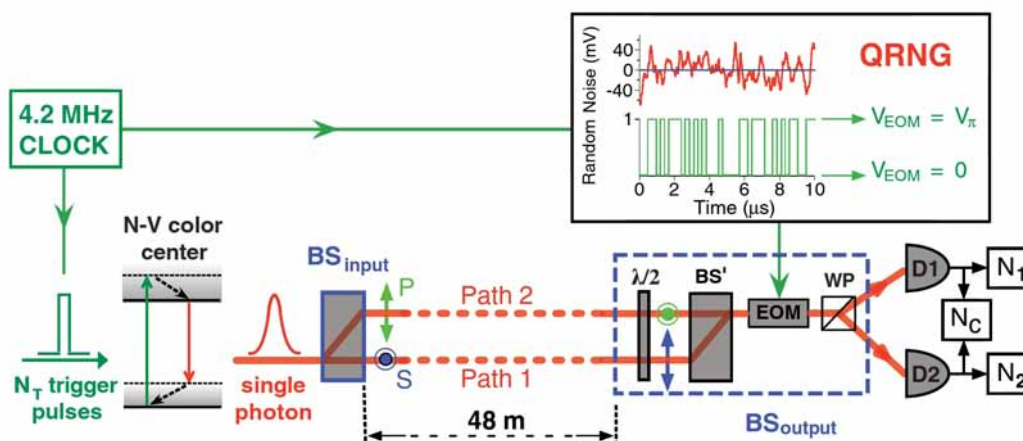 QRNG
Random Noise (mV)
40
0
-40
1
0
0 2 4 6 8 10
Time (μs)
V_EOM = V_π
V_EOM = 0
4.2 MHz
CLOCK
N-V color
center
BS_input
P
S
Path 2
Path 1
λ/2
BS'
EOM
WP
D1
D2
N_1
N_C
N_2
N_T trigger
pulses
single
photon
48 m
BS_output